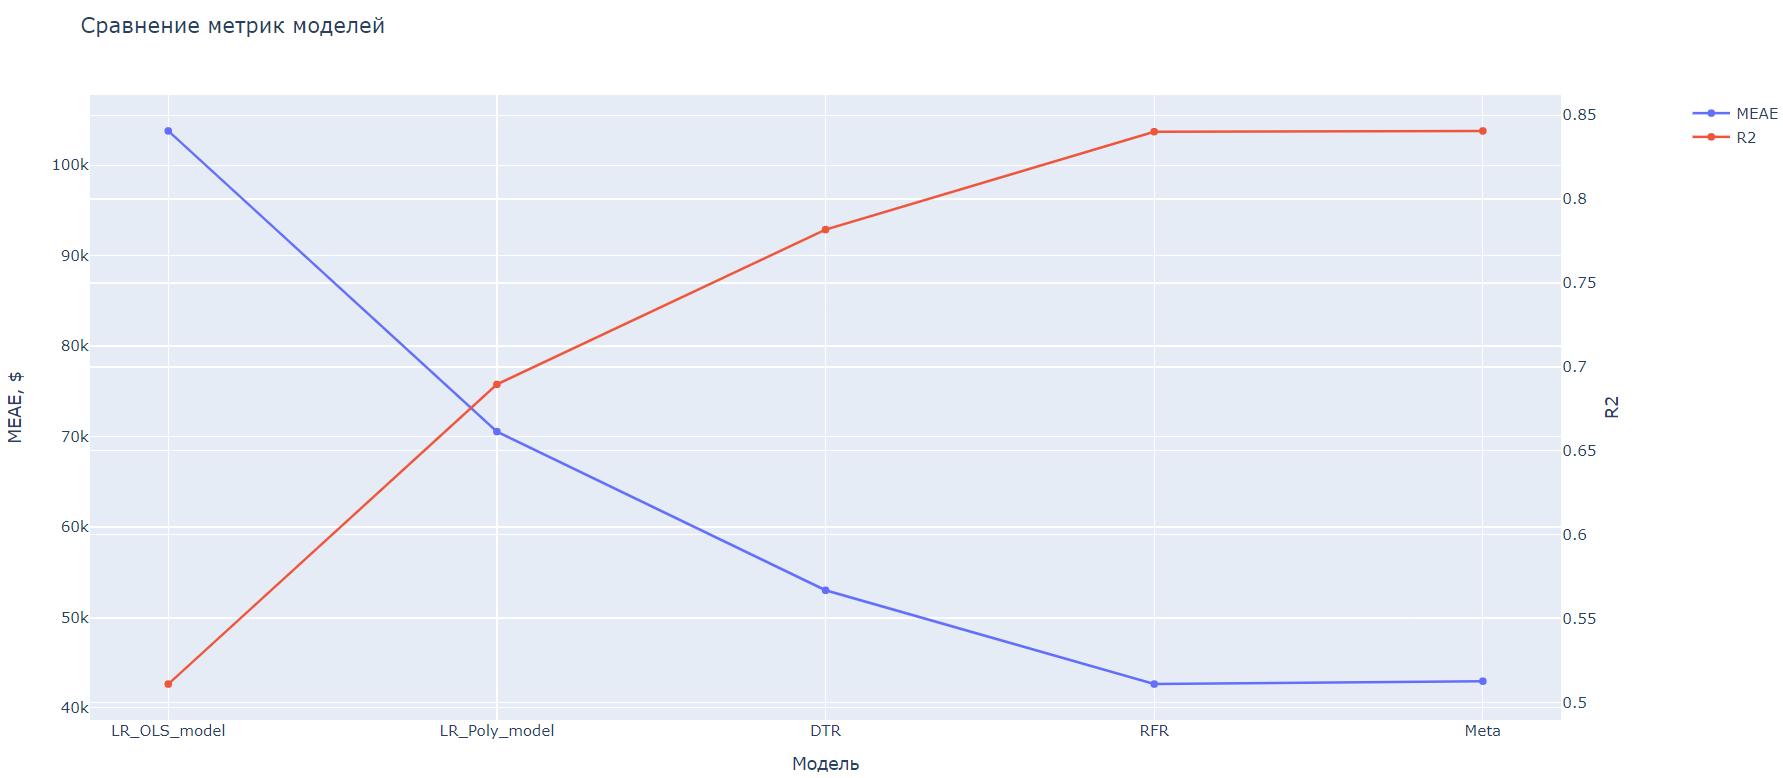 Сравнение метрик моделей
MEAE
R2
100k
90k
80k
70k
60k
50k
40k
MEAE, $
0.85
0.8
0.75
0.7
0.65
0.6
0.55
0.5
R2
LR_OLS_model
LR_Poly_model
DTR
RFR
Meta
Модель